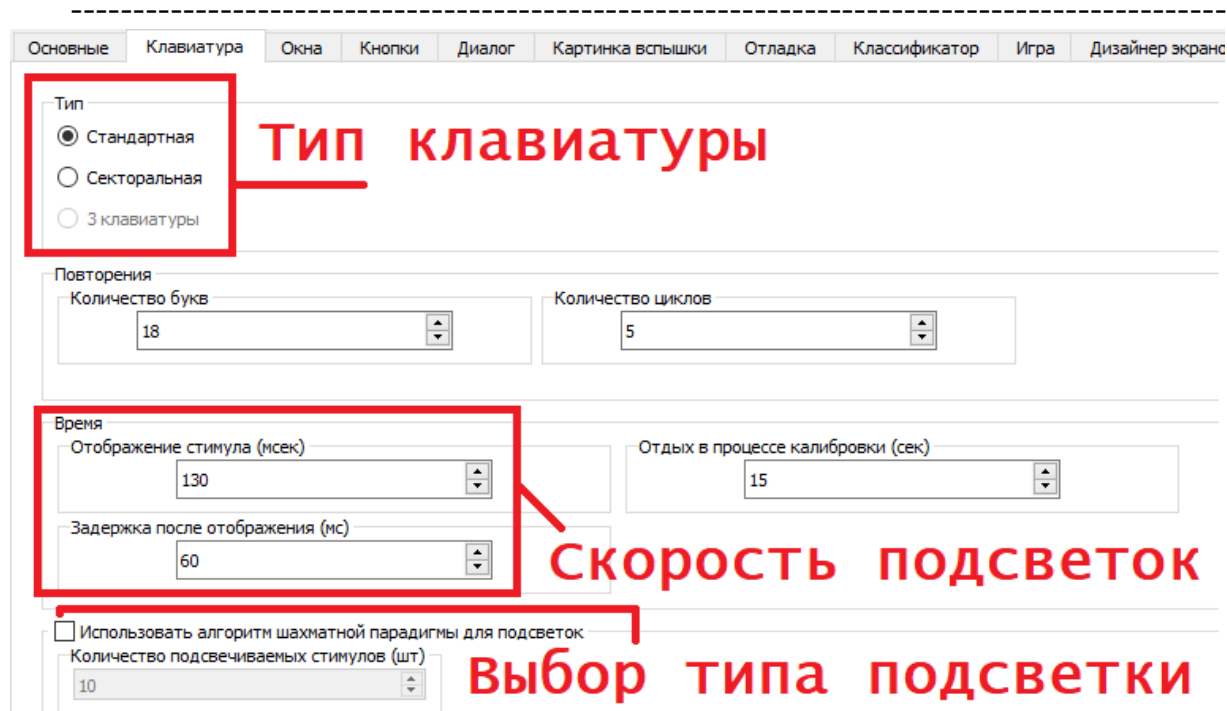 Основные Клавиатура Окна Кнопки Диалог Картинка вспышки Отладка Классификатор Игра Дизайнер экрано
Тип
Стандартная
Тип клавиатуры
Секторальная
3 клавиатуры
Повторения
Количество букв Количество циклов
18 5
Время
Отображение стимула (мсек) Отдых в процессе калибровки (сек)
130 15
Задержка после отображения (мс)
60
Скорость подсветок
Использовать алгоритм шахматной парадигмы для подсветок
Количество подсвечиваемых стимулов (шт)
Выбор типа подсветки
10